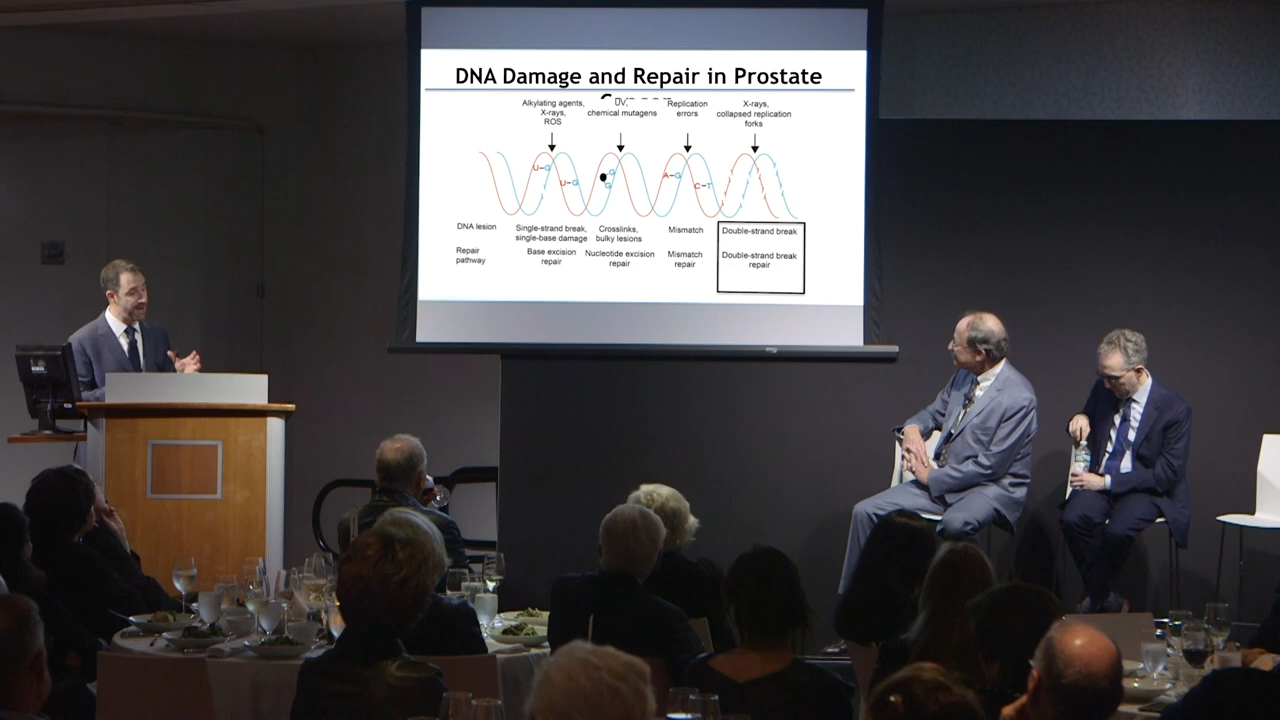 DNA Damage and Repair in Prostate
Alkylating agents,
X-rays,
ROS
UV,
chemical mutagens
Replication
errors
X-rays,
collapsed replication
forks
U-G
U-G
G
G
A-G
C-T
DNA lesion
Single-strand break,
single-base damage
Crosslinks,
bulky lesions
Mismatch
Double-strand break
Repair
pathway
Base excision
repair
Nucleotide excision
repair
Mismatch
repair
Double-strand break
repair